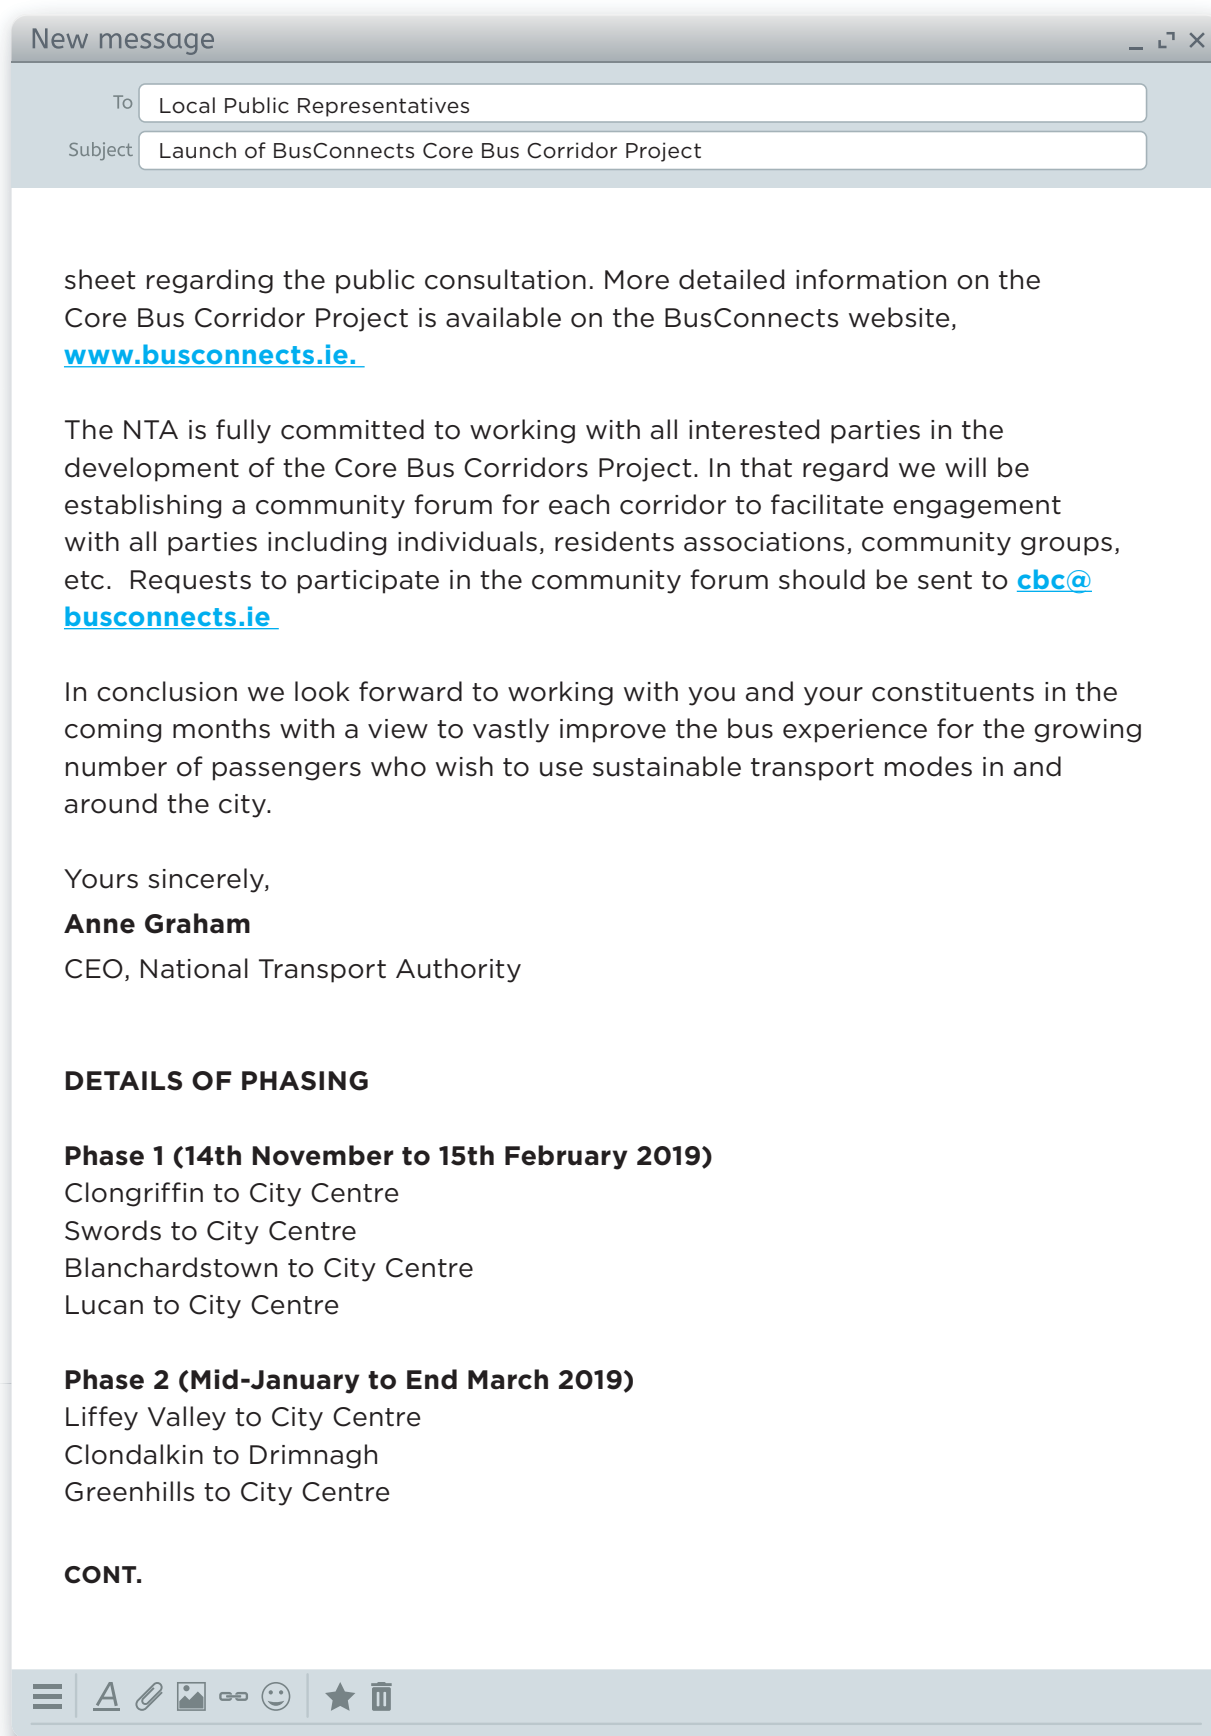 New message
To Local Public Representatives
Subject Launch of BusConnects Core Bus Corridor Project
sheet regarding the public consultation. More detailed information on the
Core Bus Corridor Project is available on the BusConnects website,
www.busconnects.ie.
The NTA is fully committed to working with all interested parties in the
development of the Core Bus Corridors Project. In that regard we will be
establishing a community forum for each corridor to facilitate engagement
with all parties including individuals, residents associations, community groups,
etc.  Requests to participate in the community forum should be sent to cbc@
busconnects.ie
In conclusion we look forward to working with you and your constituents in the
coming months with a view to vastly improve the bus experience for the growing
number of passengers who wish to use sustainable transport modes in and
around the city.
Yours sincerely,
Anne Graham
CEO, National Transport Authority
DETAILS OF PHASING
Phase 1 (14th November to 15th February 2019)
Clongriffin to City Centre
Swords to City Centre
Blanchardstown to City Centre
Lucan to City Centre
Phase 2 (Mid-January to End March 2019)
Liffey Valley to City Centre
Clondalkin to Drimnagh
Greenhills to City Centre
CONT.
A